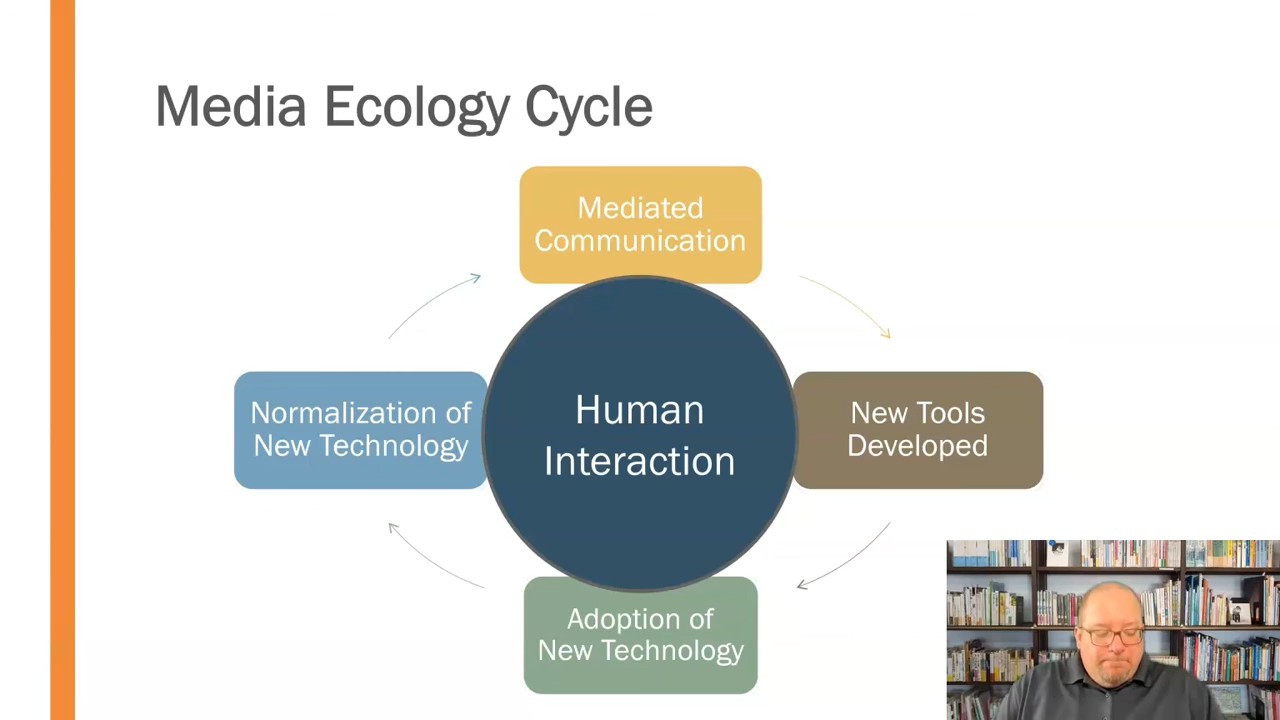 Media Ecology Cycle
Mediated
Communication
Normalization of
New Technology
Human
Interaction
New Tools
Developed
Adoption of
New Technology